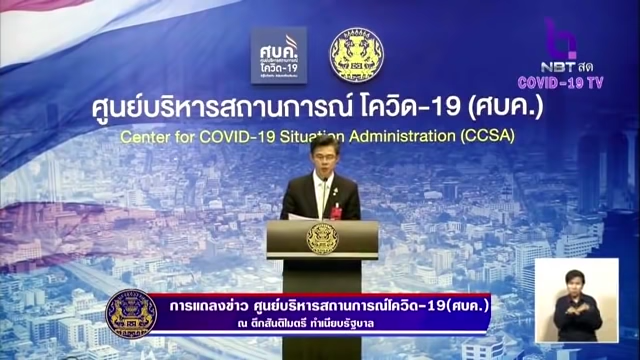 ศบค.
โควิด-19
NBT สด
COVID-19 TV
ศูนย์บริหารสถานการณ์ โควิด-19 (ศบค.)
Center for COVID-19 Situation Administration (CCSA)
การแถลงข่าว ศูนย์บริหารสถานการณ์โควิด-19(ศบค.)
ณ ตึกสันติไมตรี ทำเนียบรัฐบาล